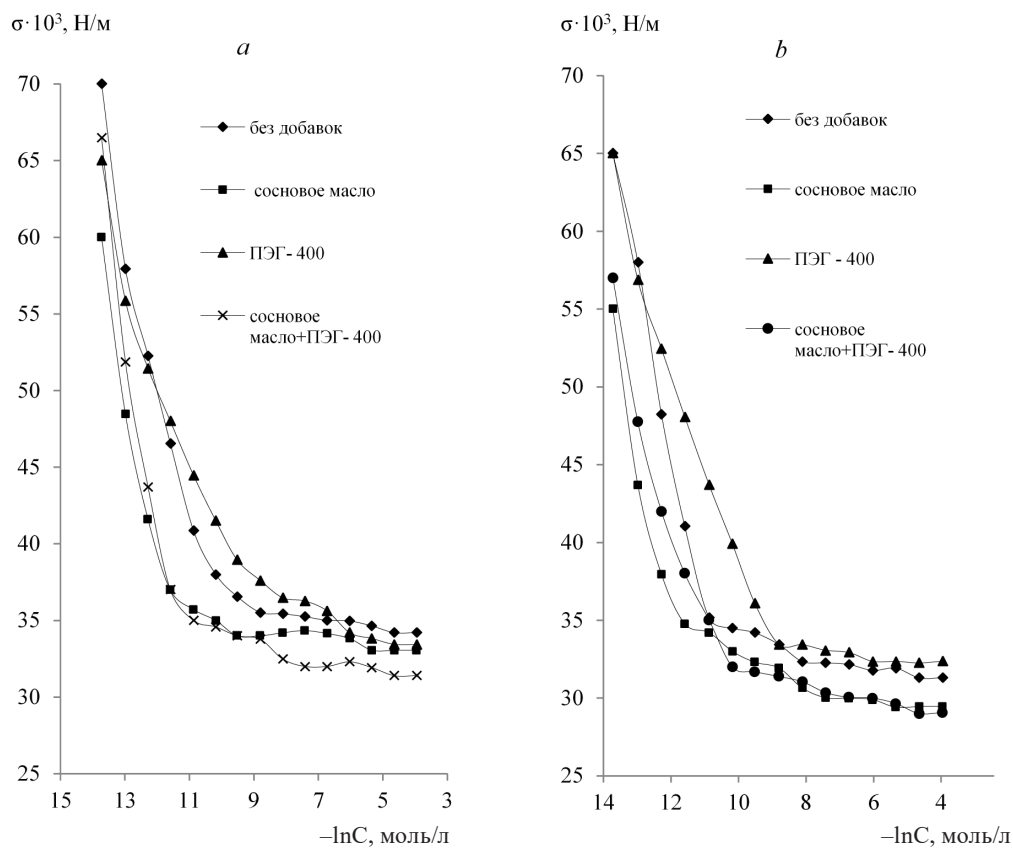 σ·10³, Н/м
a
70
65
60
55
50
45
40
35
30
25
15
13
11
9
7
5
3
–lnC, моль/л
без добавок
сосновое масло
ПЭГ- 400
сосновое
масло+ПЭГ- 400
σ·10³, Н/м
b
70
65
60
55
50
45
40
35
30
25
14
12
10
8
6
4
–lnC, моль/л
без добавок
сосновое масло
ПЭГ - 400
сосновое
масло+ПЭГ-400